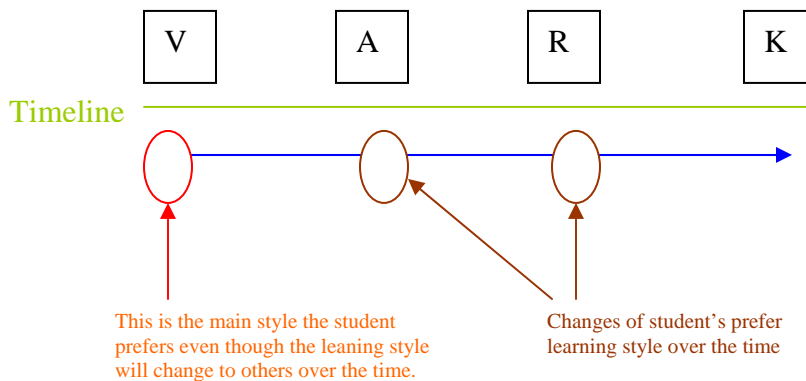 V A R K
Timeline
This is the main style the student
prefers even though the leaning style
will change to others over the time.
Changes of student’s prefer
learning style over the time